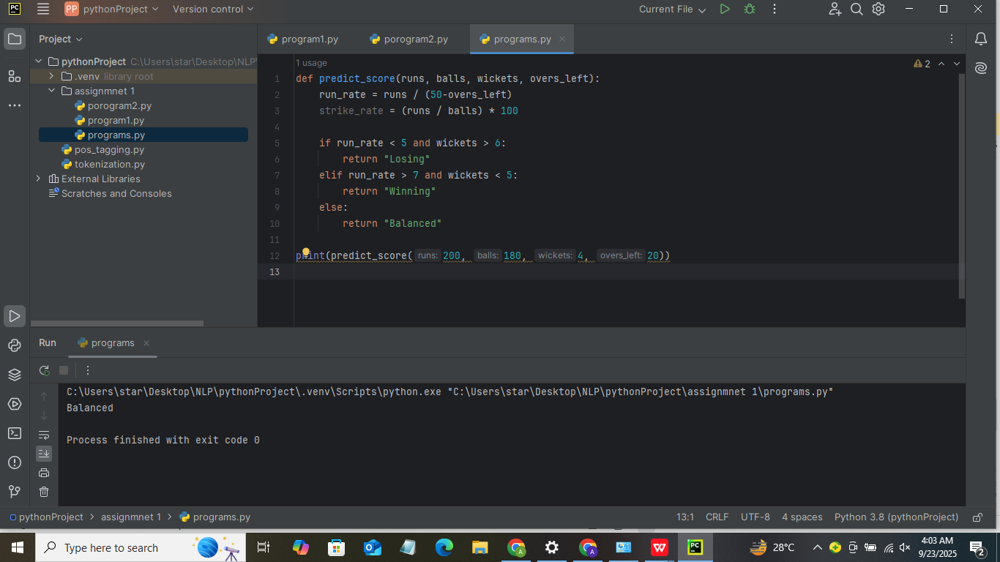 PC
PP pythonProject
Version control
Current File
Project
program1.py
porogram2.py
programs.py
pythonProject C:\Users\star\Desktop\NLP\
.venv library root
assignmnet 1
porogram2.py
program1.py
programs.py
pos_tagging.py
tokenization.py
External Libraries
Scratches and Consoles
1 usage
2
1 def predict_score(runs, balls, wickets, overs_left):
2 run_rate = runs / (50-overs_left)
3 strike_rate = (runs / balls) * 100
4
5 if run_rate < 5 and wickets > 6:
6 return "Losing"
7 elif run_rate > 7 and wickets < 5:
8 return "Winning"
9 else:
10 return "Balanced"
11
12 print(predict_score( runs: 200, balls: 180, wickets: 4, overs_left: 20))
13
Run
programs
C:\Users\star\Desktop\NLP\pythonProject\.venv\Scripts\python.exe "C:\Users\star\Desktop\NLP\pythonProject\assignmnet 1\programs.py"
Balanced
Process finished with exit code 0
pythonProject > assignmnet 1 > programs.py
13:1 CRLF UTF-8 4 spaces Python 3.8 (pythonProject)
Type here to search
A
A
W
PC
28°C
4:03 AM
9/23/2025
2